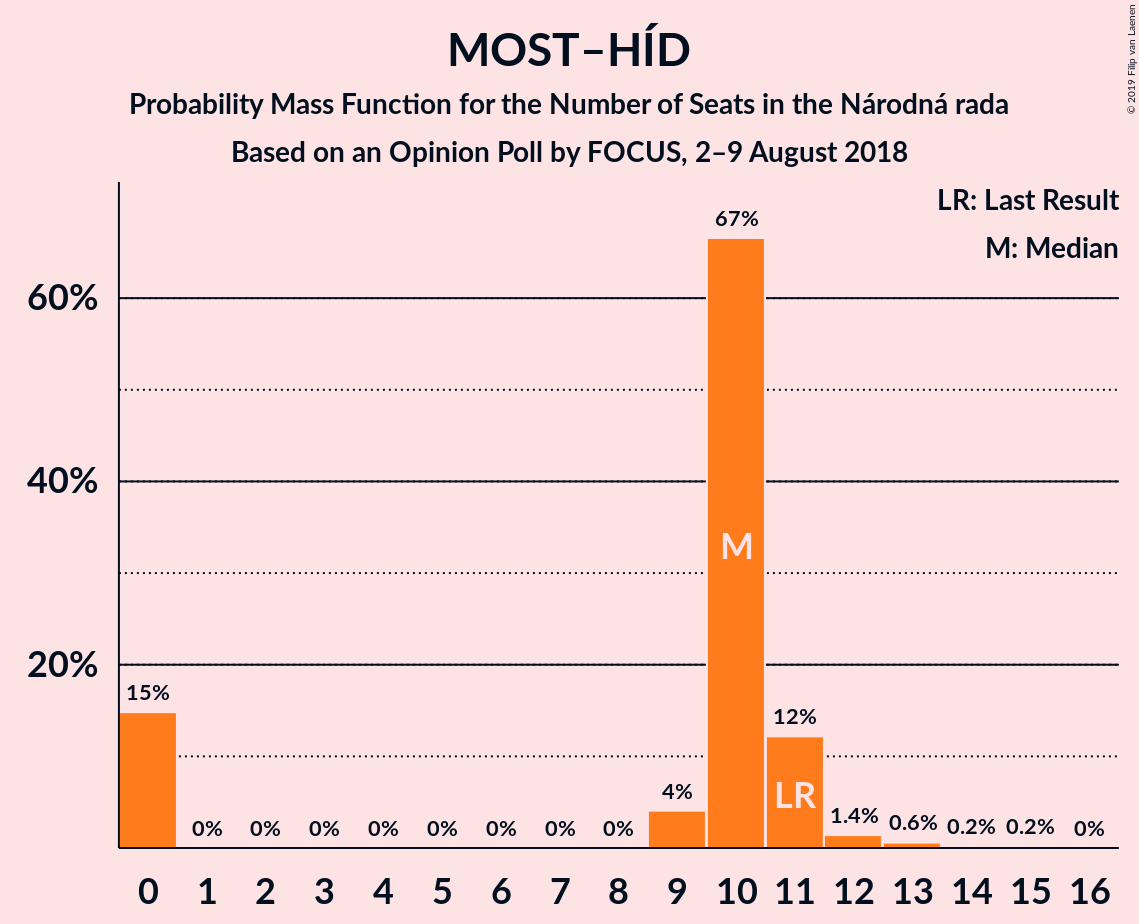 MOST–HÍD
Probability Mass Function for the Number of Seats in the Národná rada
Based on an Opinion Poll by FOCUS, 2–9 August 2018
© 2019 Filip van Laenen
LR: Last Result
M: Median
60%
40%
20%
15%
0%
0%
0%
0%
0%
0%
0%
0%
4%
67%
12%
1.4%
0.6%
0.2%
0.2%
0%
M
LR
0 1 2 3 4 5 6 7 8 9 10 11 12 13 14 15 16